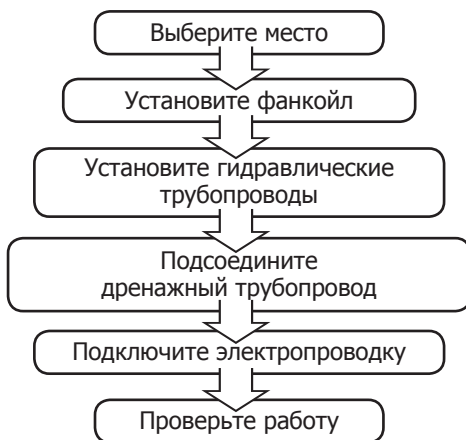 Выберите место
Установите фанкойл
Установите гидравлические
трубопроводы
Подсоедините
дренажный трубопровод
Подключите электропроводку
Проверьте работу